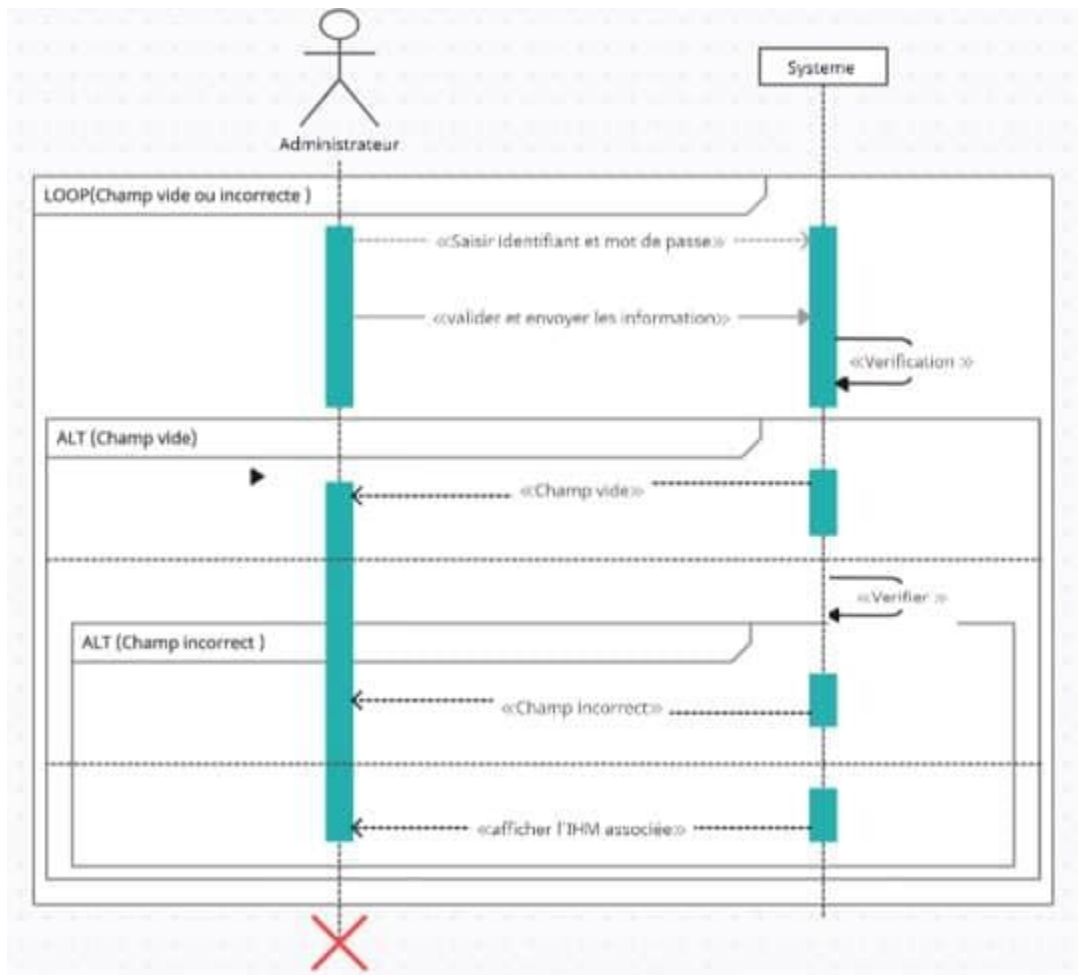 Systeme
Administrateur
LOOP(Champ vide ou incorrecte )
«Saisir Identifiant et mot de passe»
«valider et envoyer les information»
«Verification »
ALT (Champ vide)
«Champ vide»
«Verifier »
ALT (Champ incorrect )
«Champ incorrect»
«afficher l'IHM associée»